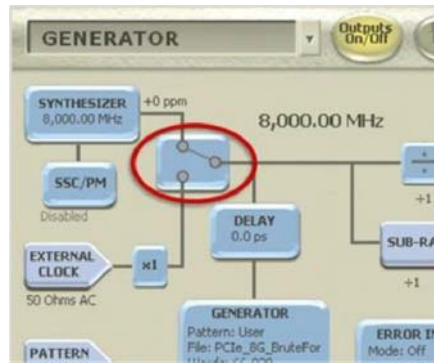 GENERATOR
Outputs
On/Off
SYNTHESIZER
8,000.00 MHz
+0 ppm
8,000.00 MHz
SSC/PM
Disabled
÷
÷1
DELAY
0.0 ps
EXTERNAL
CLOCK
×1
SUB-RA
÷1
50 Ohms AC
GENERATOR
Pattern: User
File: PCIe_8G_BruteFor
PATTERN
ERROR IN
Mode: Off